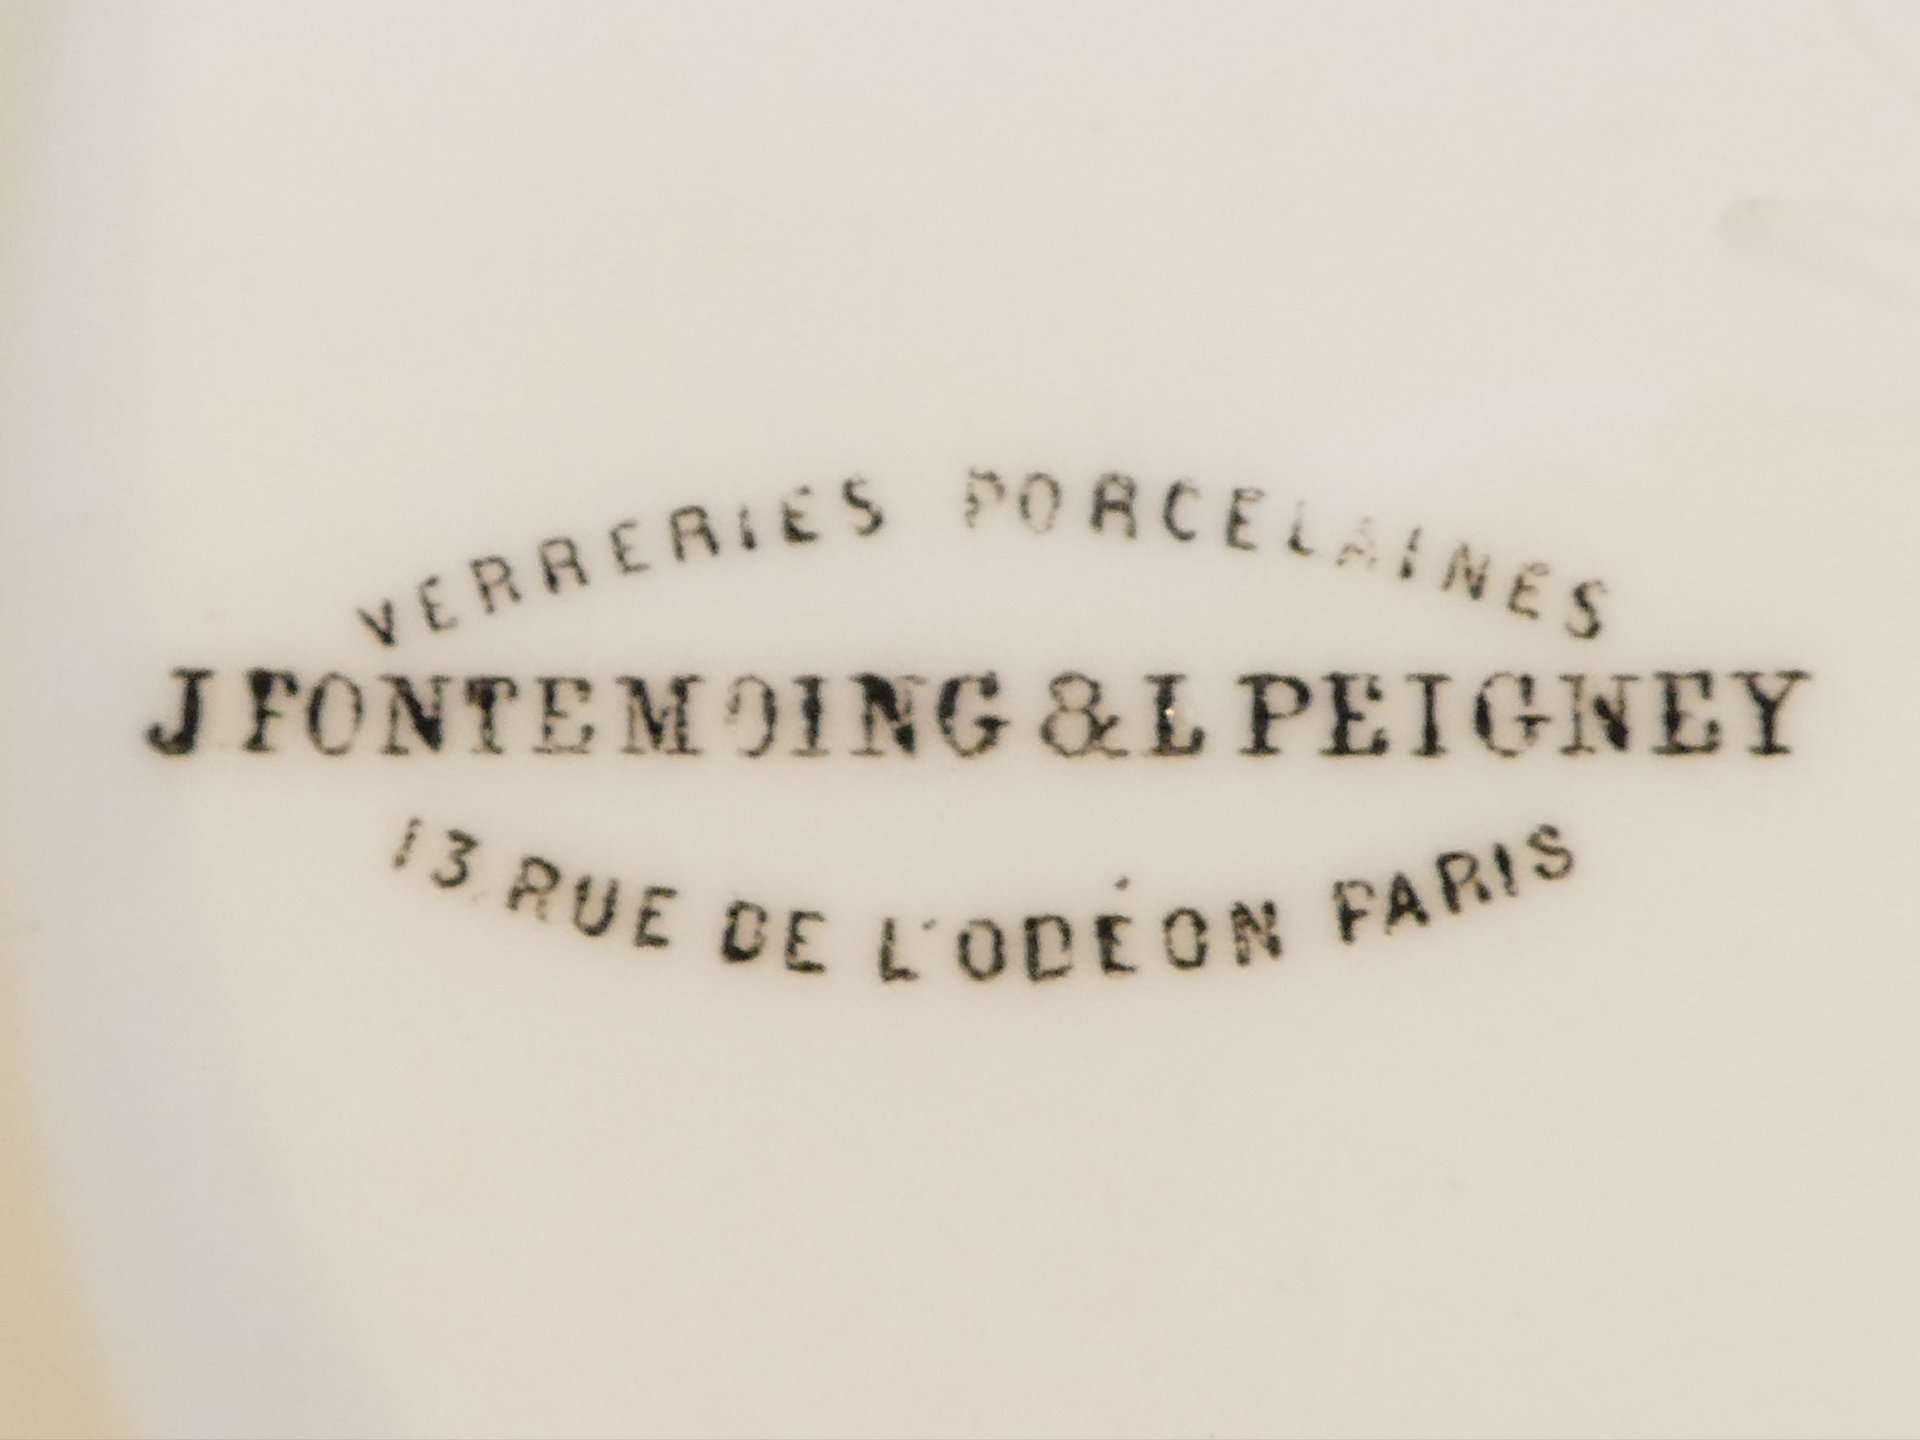 VERRERIES PORCELAINES
J FONTEMOING & L PEIGNEY
13 RUE DE L'ODÉON PARIS